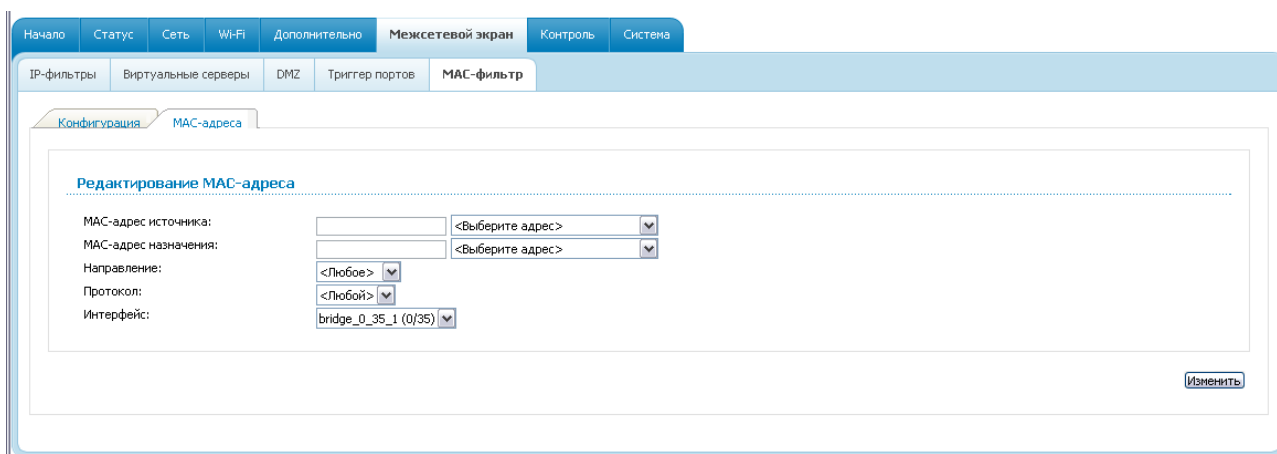 Начало Статус Сеть Wi-Fi Дополнительно Межсетевой экран Контроль Система
IP-фильтры Виртуальные серверы DMZ Триггер портов MAC-фильтр
Конфигурация MAC-адреса
Редактирование MAC-адреса
MAC-адрес источника: <Выберите адрес>
MAC-адрес назначения: <Выберите адрес>
Направление: <Любое>
Протокол: <Любой>
Интерфейс: bridge_0_35_1 (0/35)
Изменить